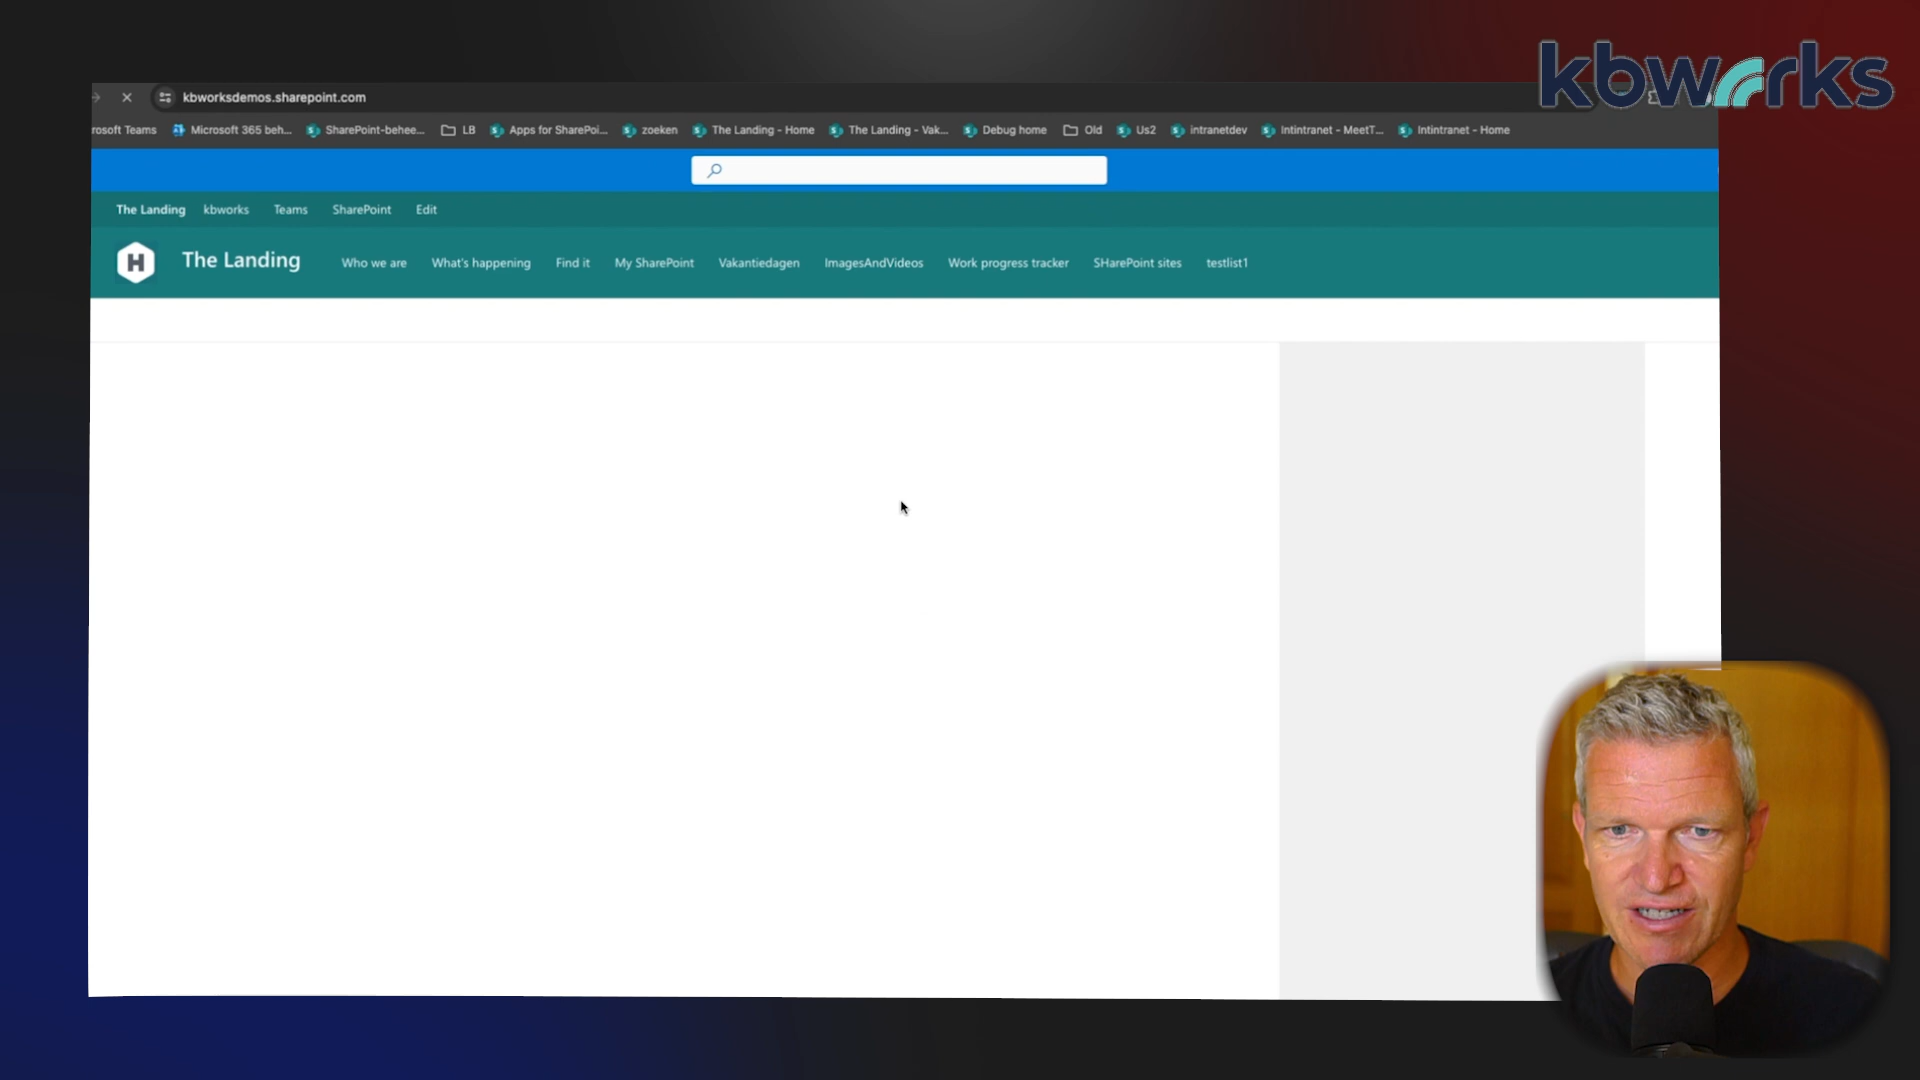 kbworks
kbworksdemos.sharepoint.com
rosoft Teams Microsoft 365 beh... SharePoint-behee... LB Apps for SharePoi... zoeken The Landing - Home The Landing - Vak... Debug home Old Us2 intranetdev Intintranet - MeetT... Intintranet - Home
The Landing kbworks Teams SharePoint Edit
H The Landing Who we are What's happening Find it My SharePoint Vakantiedagen ImagesAndVideos Work progress tracker SHarePoint sites testlist1